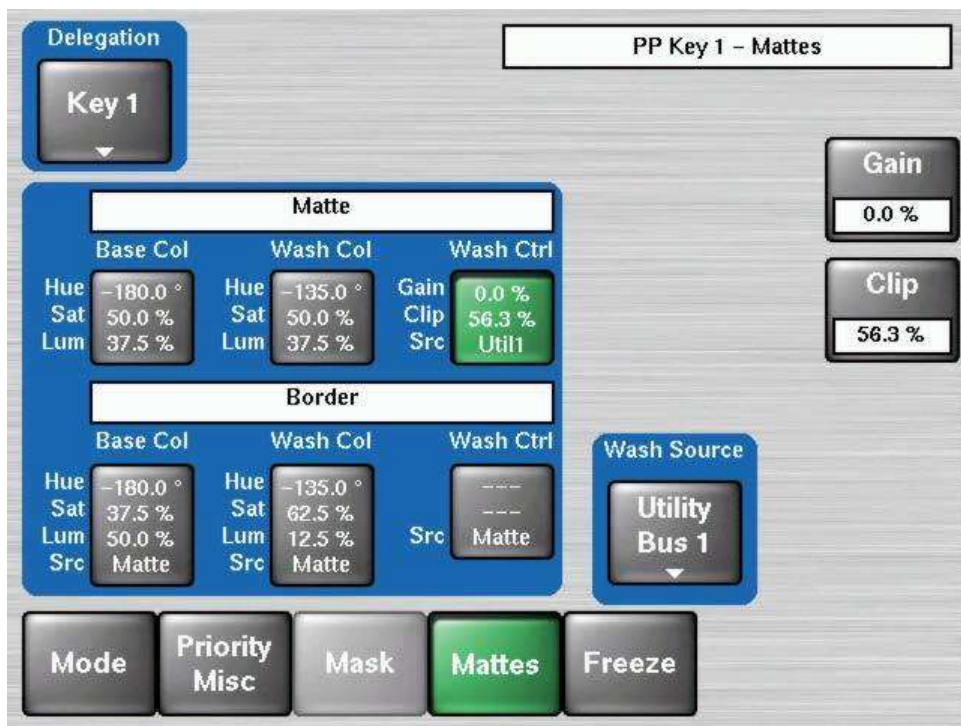 Delegation
PP Key 1 – Mattes
Key 1
Gain
0.0 %
Matte
Base Col Wash Col Wash Ctrl
Hue −180.0 ° Hue −135.0 ° Gain 0.0 %
Sat 50.0 % Sat 50.0 % Clip 56.3 %
Lum 37.5 % Lum 37.5 % Src Util1
Clip
56.3 %
Border
Base Col Wash Col Wash Ctrl
Hue −180.0 ° Hue −135.0 ° ---
Sat 37.5 % Sat 62.5 % ---
Lum 50.0 % Lum 12.5 % Src Matte
Src Matte Src Matte
Wash Source
Utility
Bus 1
Mode Priority Misc Mask Mattes Freeze